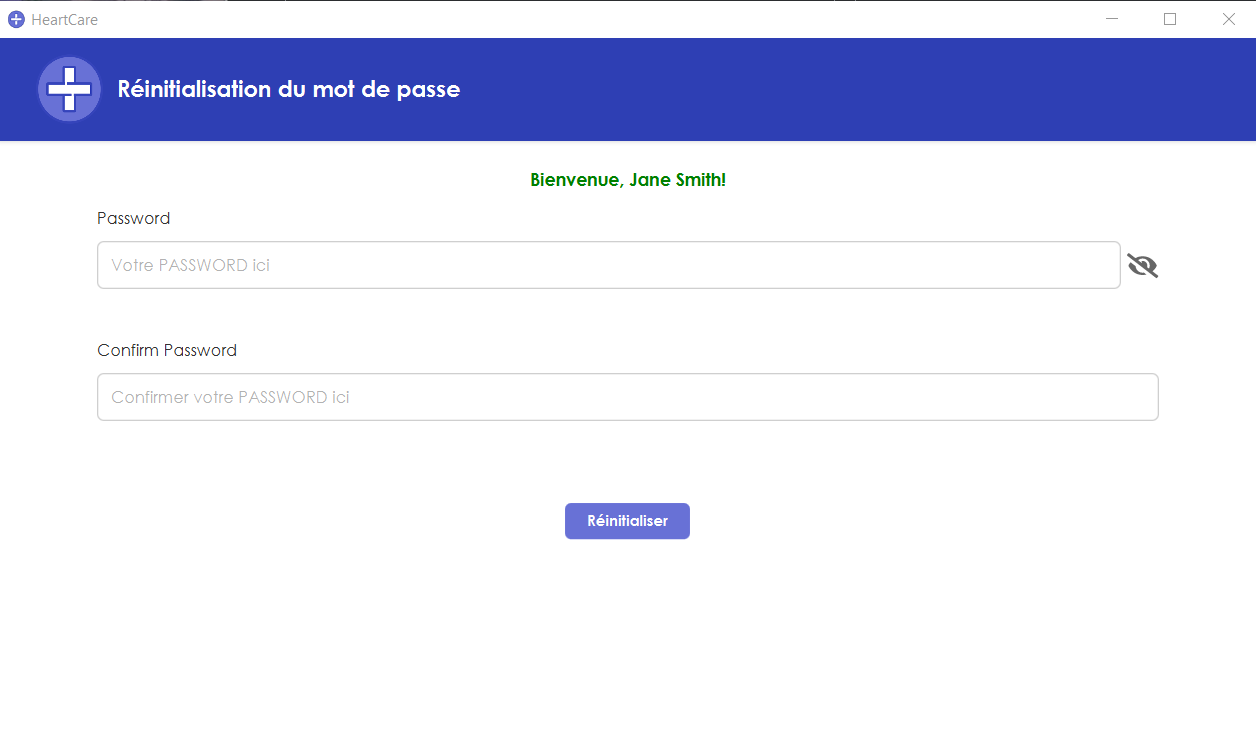 HeartCare
Réinitialisation du mot de passe
Bienvenue, Jane Smith!
Password
Votre PASSWORD ici
Confirm Password
Confirmer votre PASSWORD ici
Réinitialiser